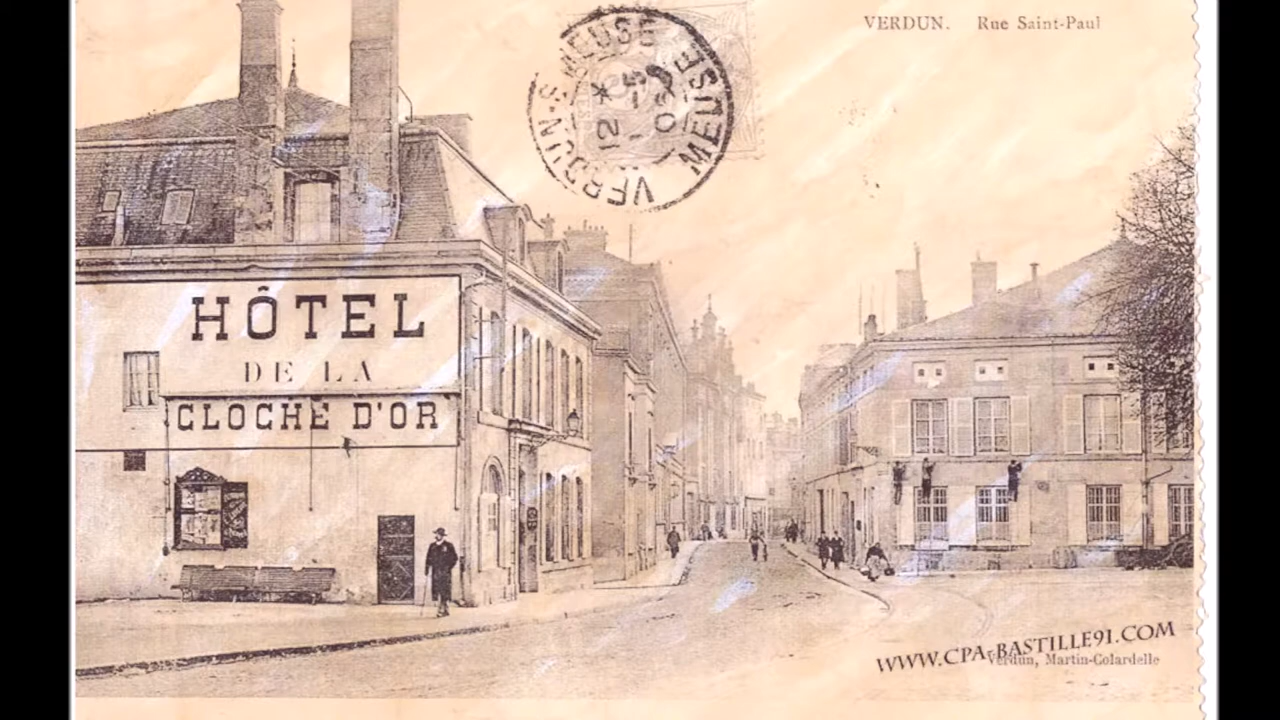 VERDUN. Rue Saint-Paul
VERDUN-S-MEUSE MEUSE
12 *
HÔTEL
DE LA
CLOCHE D'OR
WWW.CPA-BASTILLE91.COM
Verdun, Martin-Colardelle